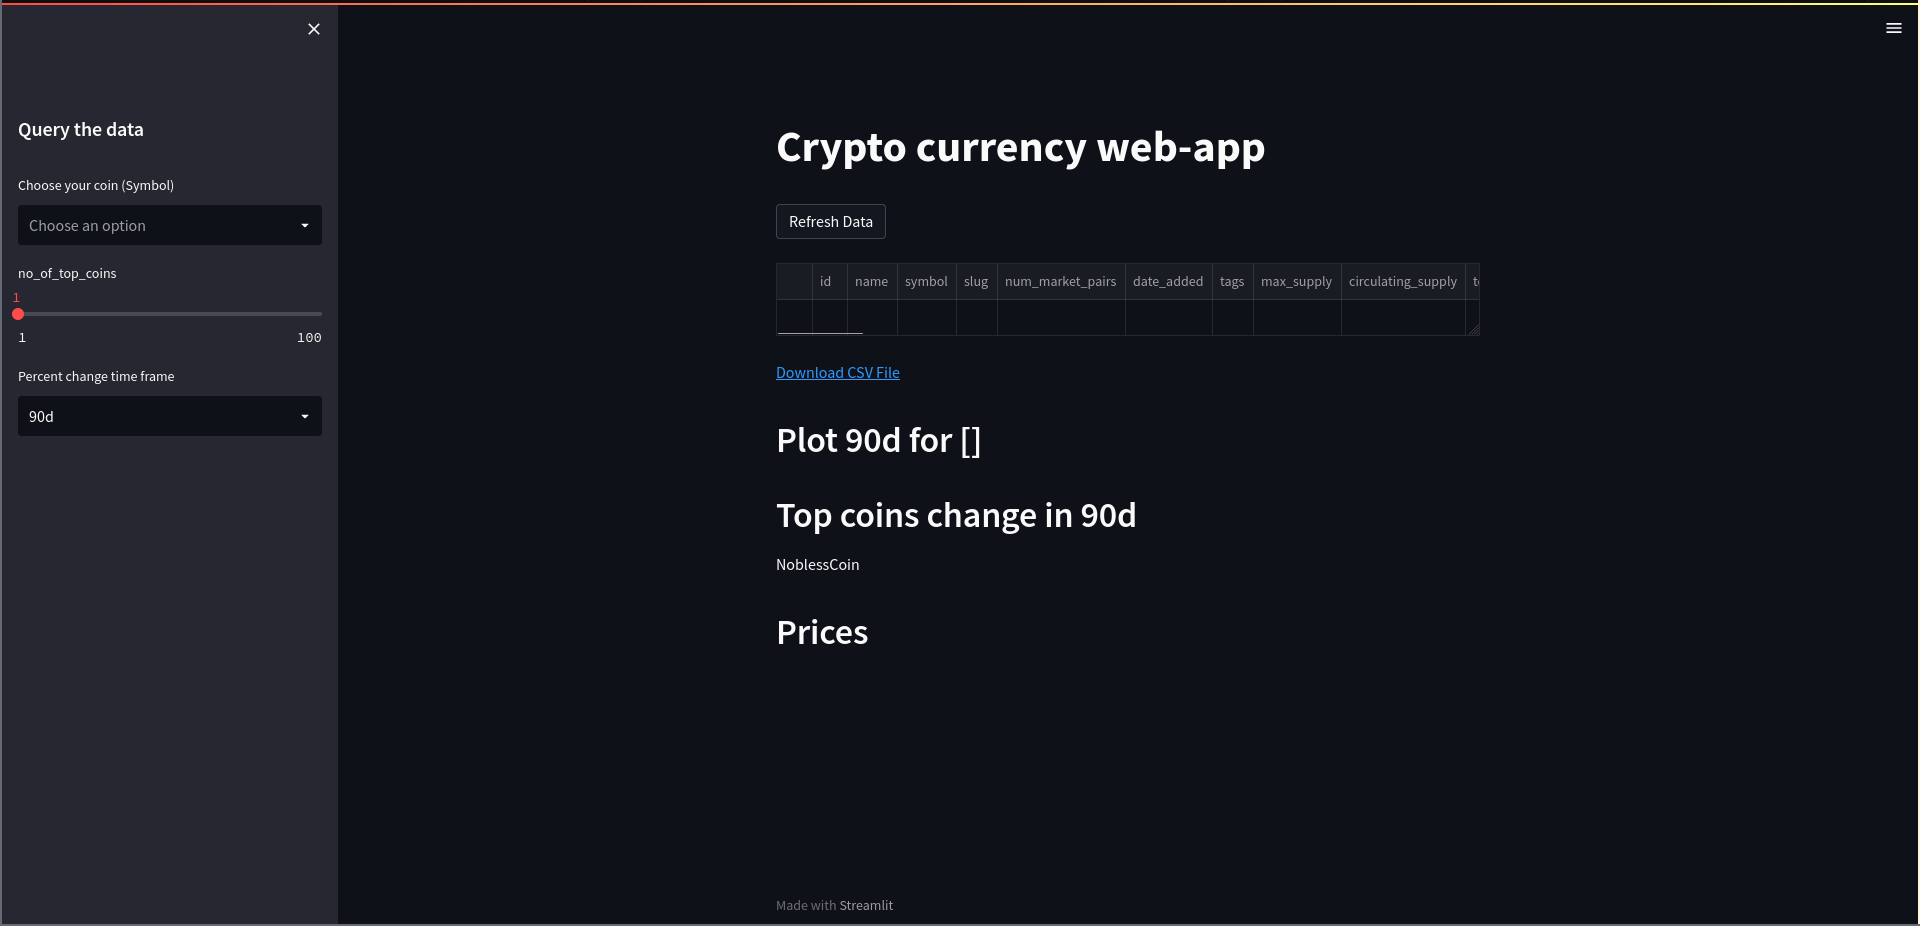 Query the data
Choose your coin (Symbol)
Choose an option
no_of_top_coins
1
1 100
Percent change time frame
90d
Crypto currency web-app
Refresh Data
id name symbol slug num_market_pairs date_added tags max_supply circulating_supply
Download CSV File
Plot 90d for []
Top coins change in 90d
NoblessCoin
Prices
Made with Streamlit